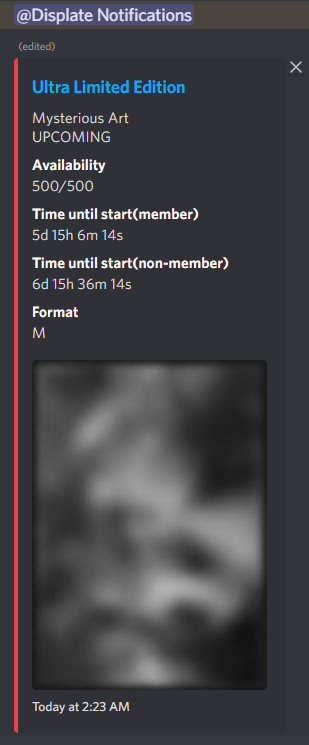 @Displate Notifications
(edited)
Ultra Limited Edition
Mysterious Art
UPCOMING
Availability
500/500
Time until start(member)
5d 15h 6m 14s
Time until start(non-member)
6d 15h 36m 14s
Format
M
Today at 2:23 AM